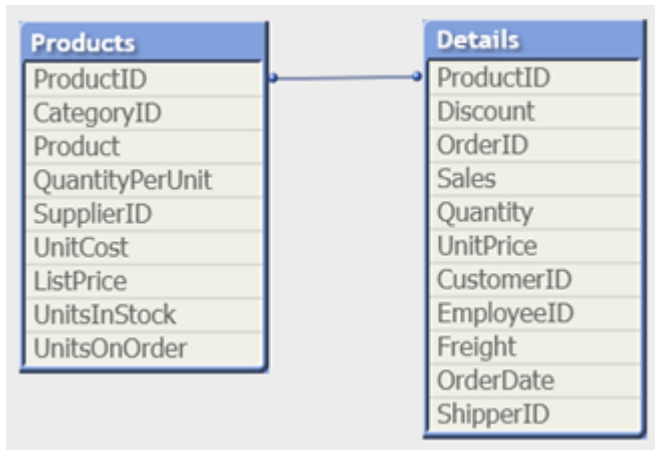 Products
ProductID
CategoryID
Product
QuantityPerUnit
SupplierID
UnitCost
ListPrice
UnitsInStock
UnitsOnOrder
Details
ProductID
Discount
OrderID
Sales
Quantity
UnitPrice
CustomerID
EmployeeID
Freight
OrderDate
ShipperID